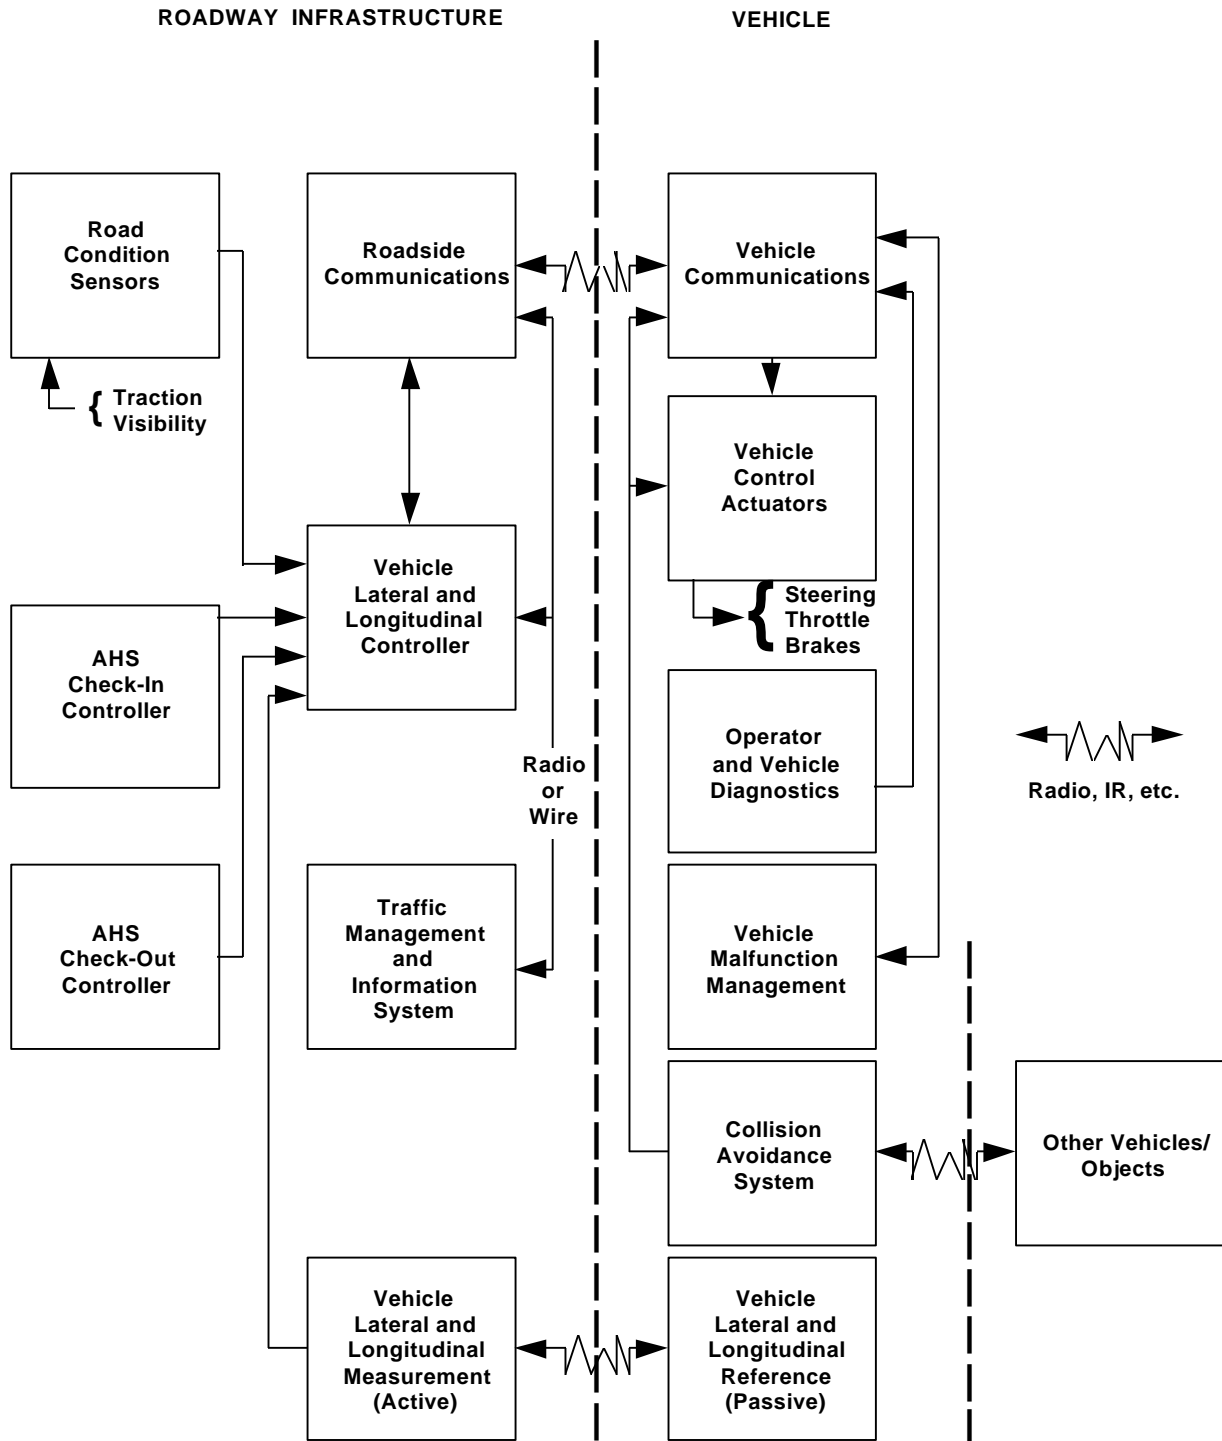 ROADWAY INFRASTRUCTURE
VEHICLE
Road
Condition
Sensors
Roadside
Communications
Vehicle
Communications
{ Traction
Visibility
Vehicle
Control
Actuators
Vehicle
Lateral and
Longitudinal
Controller
{ Steering
Throttle
Brakes
AHS
Check-In
Controller
Operator
and Vehicle
Diagnostics
Radio
or
Wire
Radio, IR, etc.
AHS
Check-Out
Controller
Traffic
Management
and
Information
System
Vehicle
Malfunction
Management
Collision
Avoidance
System
Other Vehicles/
Objects
Vehicle
Lateral and
Longitudinal
Measurement
(Active)
Vehicle
Lateral and
Longitudinal
Reference
(Passive)